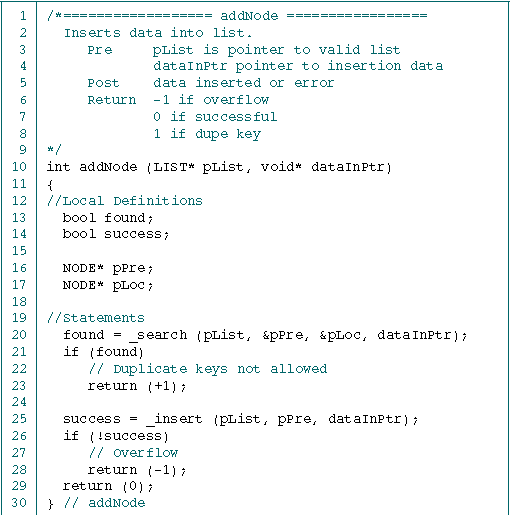 1 /*================== addNode =================
2 Inserts data into list.
3 Pre pList is pointer to valid list
4 dataInPtr pointer to insertion data
5 Post data inserted or error
6 Return -1 if overflow
7 0 if successful
8 1 if dupe key
9 */
10 int addNode (LIST* pList, void* dataInPtr)
11 {
12 //Local Definitions
13 bool found;
14 bool success;
15
16 NODE* pPre;
17 NODE* pLoc;
18
19 //Statements
20 found = _search (pList, &pPre, &pLoc, dataInPtr);
21 if (found)
22 // Duplicate keys not allowed
23 return (+1);
24
25 success = _insert (pList, pPre, dataInPtr);
26 if (!success)
27 // Overflow
28 return (-1);
29 return (0);
30 } // addNode